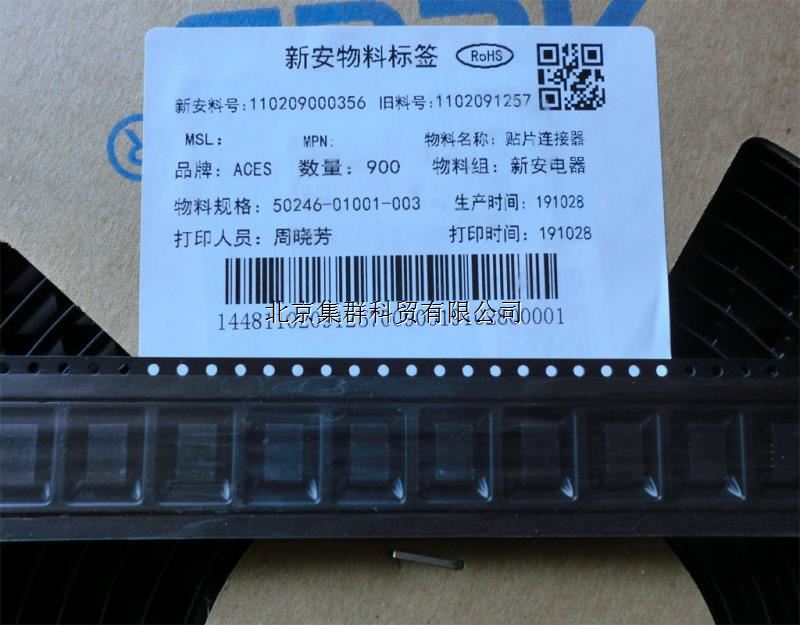 新安物料标签 RoHS
新安料号:110209000356 旧料号:1102091257
MSL: MPN: 物料名称: 贴片连接器
品牌: ACES 数量: 900 物料组: 新安电器
物料规格: 50246-01001-003 生产时间: 191028
打印人员: 周晓芳 打印时间: 191028
北京集群科贸有限公司